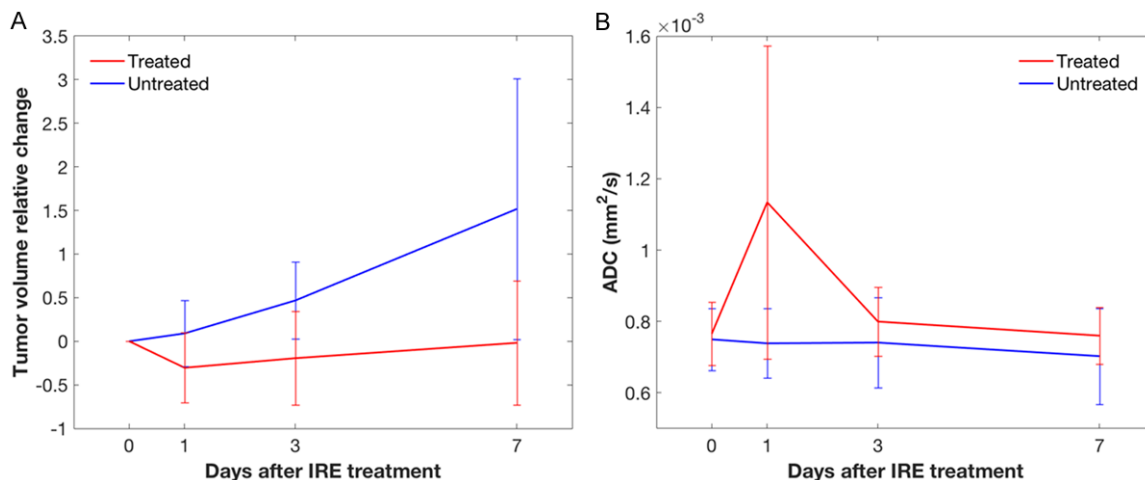 A
3.5
3
2.5
2
1.5
1
0.5
0
-0.5
-1
Tumor volume relative change
Treated
Untreated
0 1 3 7
Days after IRE treatment
B
×10⁻³
1.6
1.4
1.2
1
0.8
0.6
ADC (mm²/s)
Treated
Untreated
0 1 3 7
Days after IRE treatment